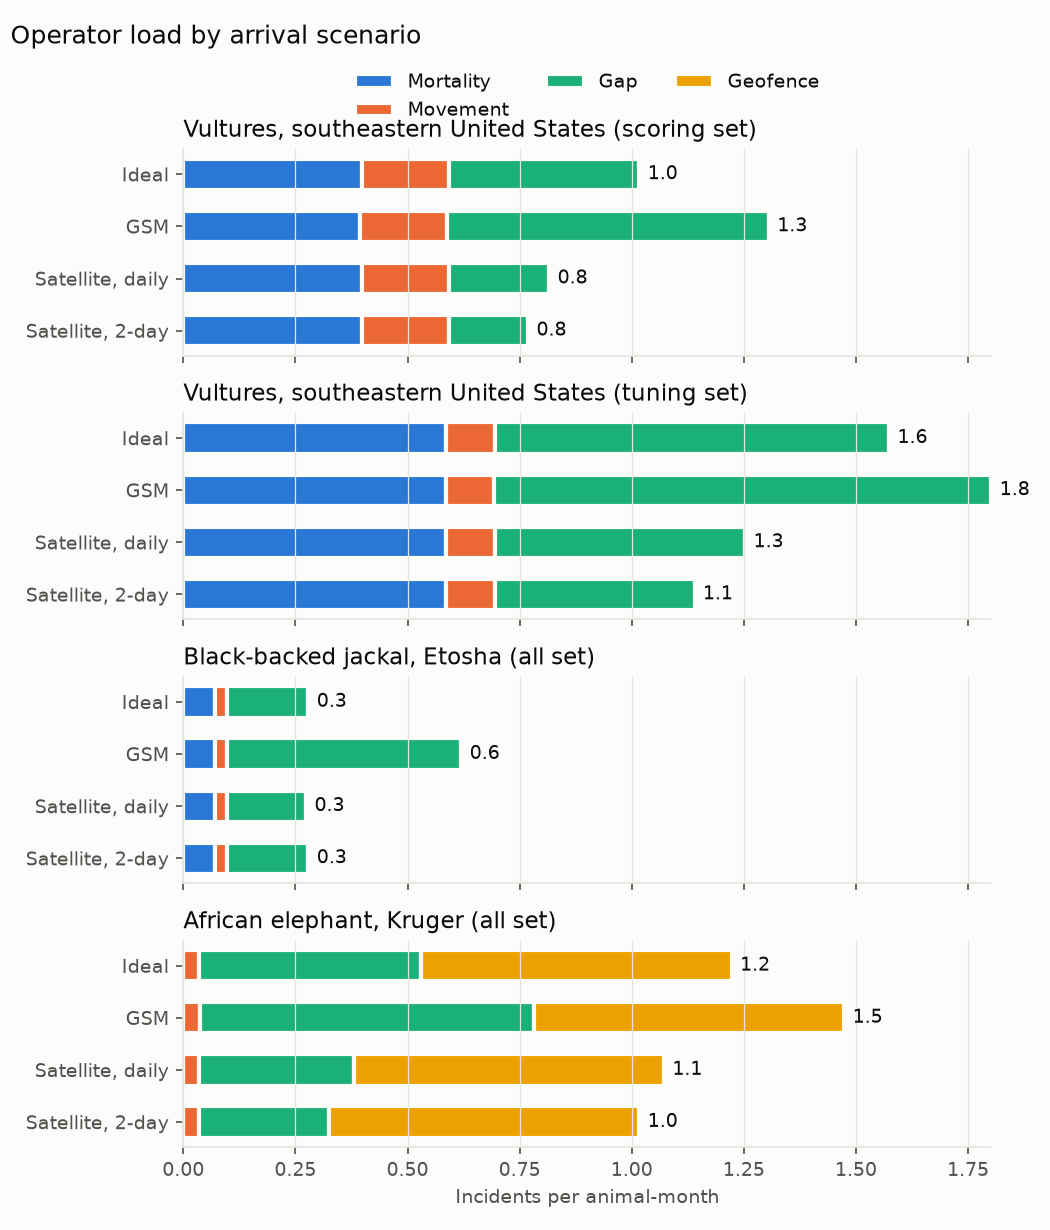 Operator load by arrival scenario
Mortality Gap Geofence
Movement
Vultures, southeastern United States (scoring set)
Ideal 1.0
GSM 1.3
Satellite, daily 0.8
Satellite, 2-day 0.8
Vultures, southeastern United States (tuning set)
Ideal 1.6
GSM 1.8
Satellite, daily 1.3
Satellite, 2-day 1.1
Black-backed jackal, Etosha (all set)
Ideal 0.3
GSM 0.6
Satellite, daily 0.3
Satellite, 2-day 0.3
African elephant, Kruger (all set)
Ideal 1.2
GSM 1.5
Satellite, daily 1.1
Satellite, 2-day 1.0
0.00 0.25 0.50 0.75 1.00 1.25 1.50 1.75
Incidents per animal-month